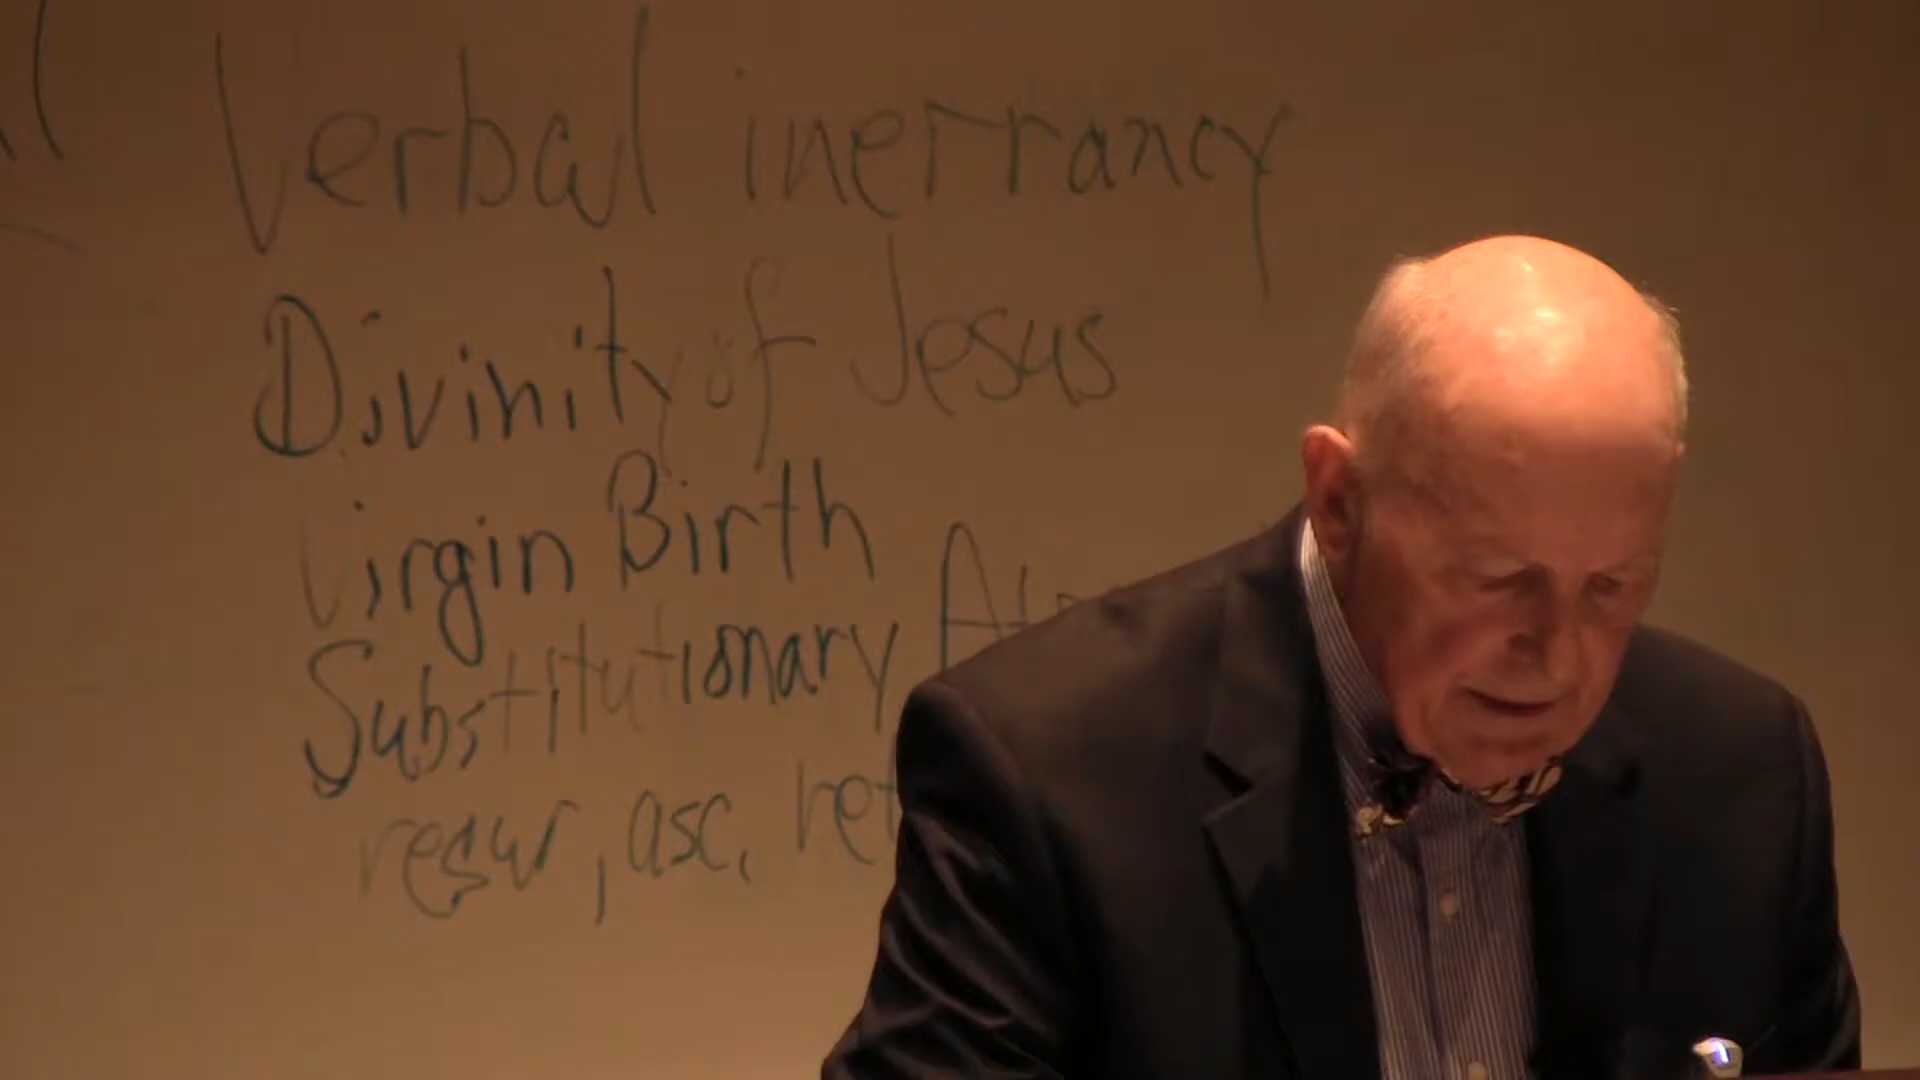 Verbal inerrancy
Divinity of Jesus
Virgin Birth
Substitutionary
resur, asc,